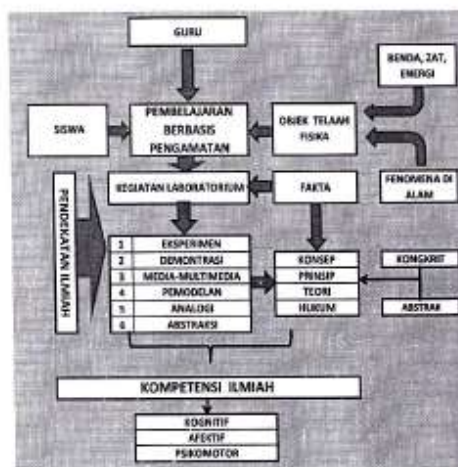 GURU
BENDA, ZAT,
ENERGI
SISWA
PEMBELAJARAN
BERBASIS
PENGAMATAN
OBJEK TELAAH
FISIKA
KEGIATAN LABORATORIUM
FAKTA
FENOMENA DI
ALAM
PENDEKATAN ILMIAH
1 EKSPERIMEN
2 DEMONTRASI
3 MEDIA-MULTIMEDIA
4 PEMODELAN
5 ANALOGI
6 ABSTRAKSI
KONSEP
PRINSIP
TEORI
HUKUM
KONGKRIT
ABSTRAK
KOMPETENSI ILMIAH
KOGNITIF
AFEKTIF
PSIKOMOTOR